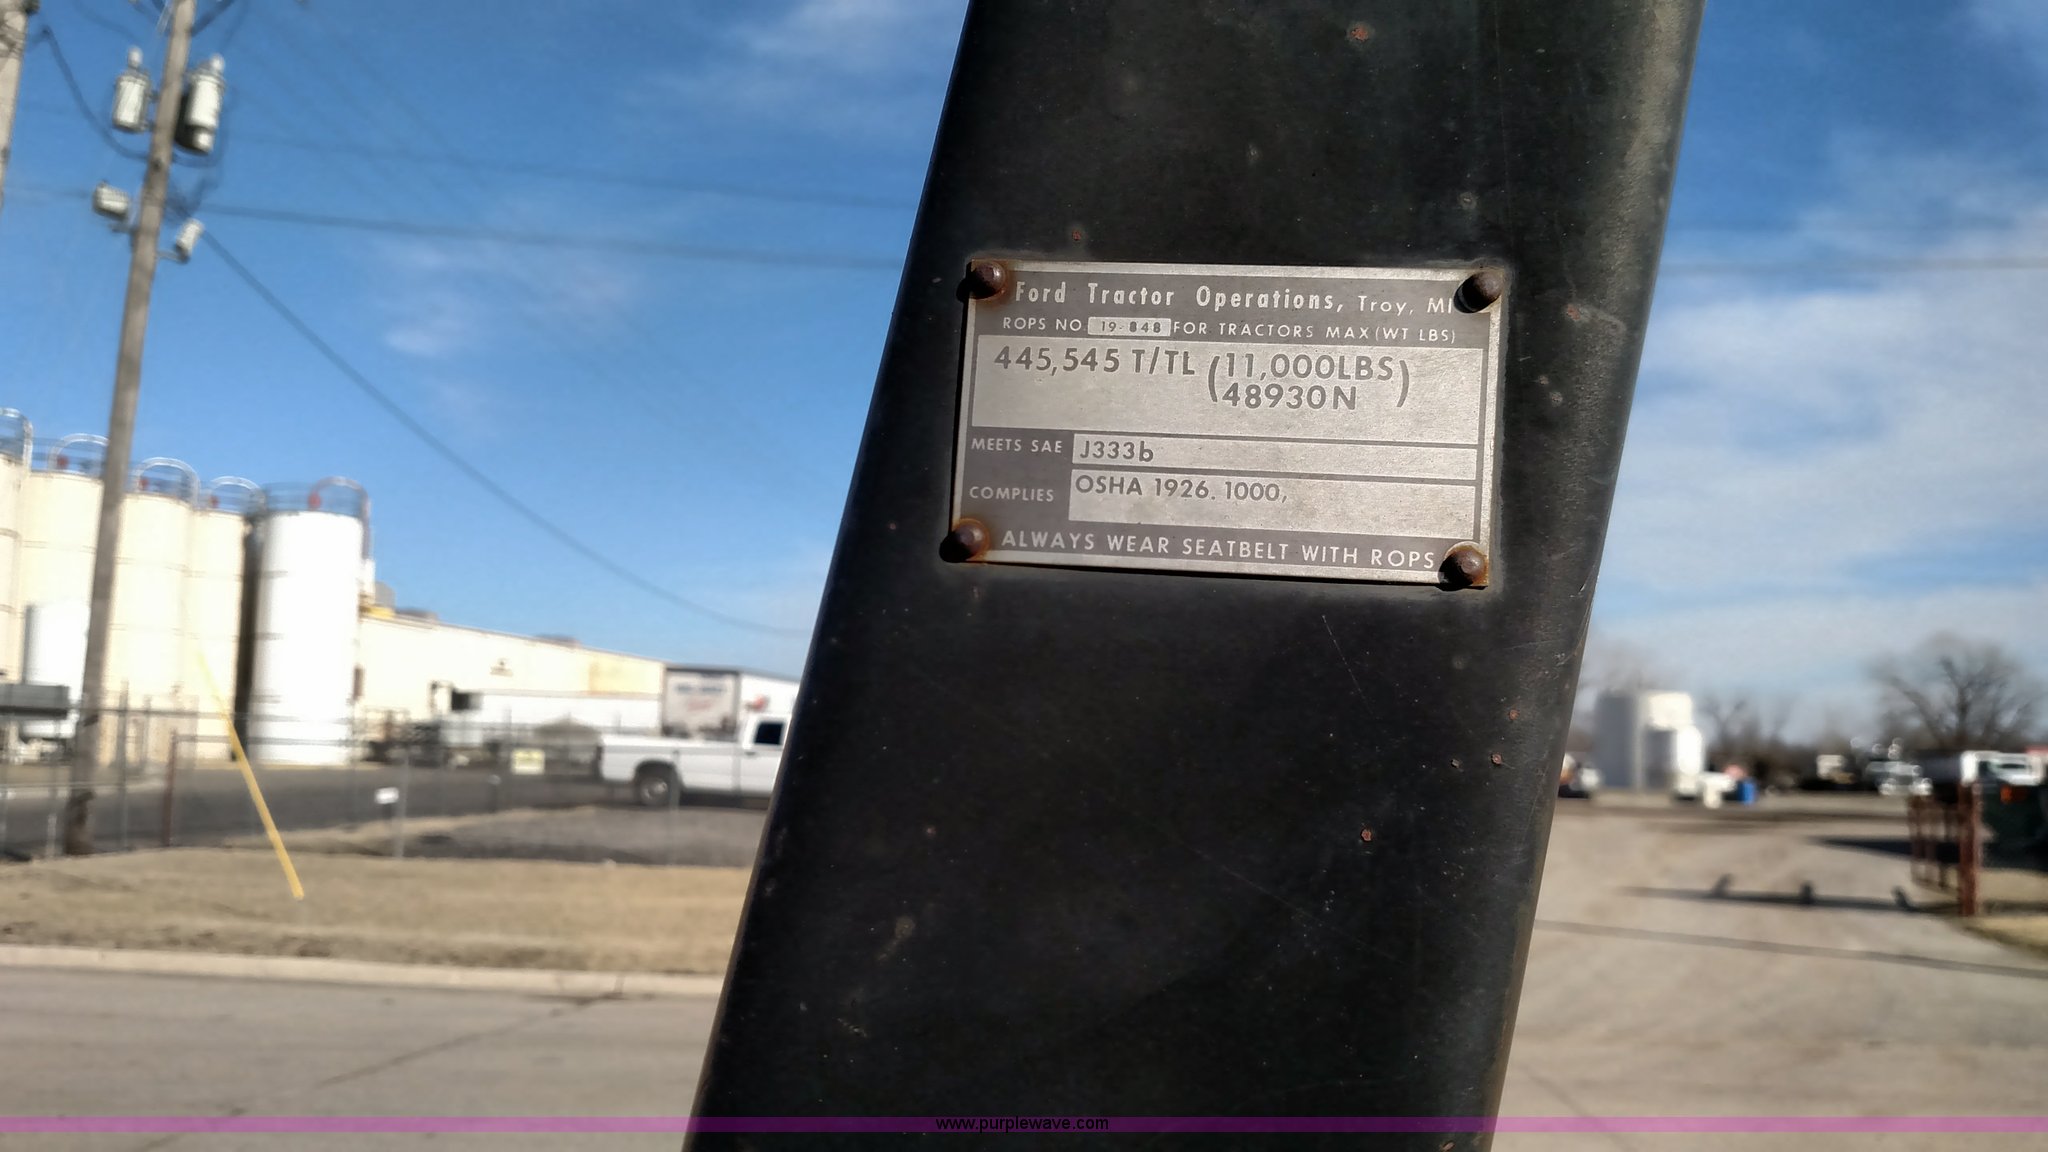 Ford Tractor Operations, Troy, MI
ROPS NO. 19-848 FOR TRACTORS MAX (WT LBS)
445,545 T/TL (11,000LBS)
48930N
MEETS SAE J333b
COMPLIES OSHA 1926. 1000,
ALWAYS WEAR SEATBELT WITH ROPS
www.purplewave.com